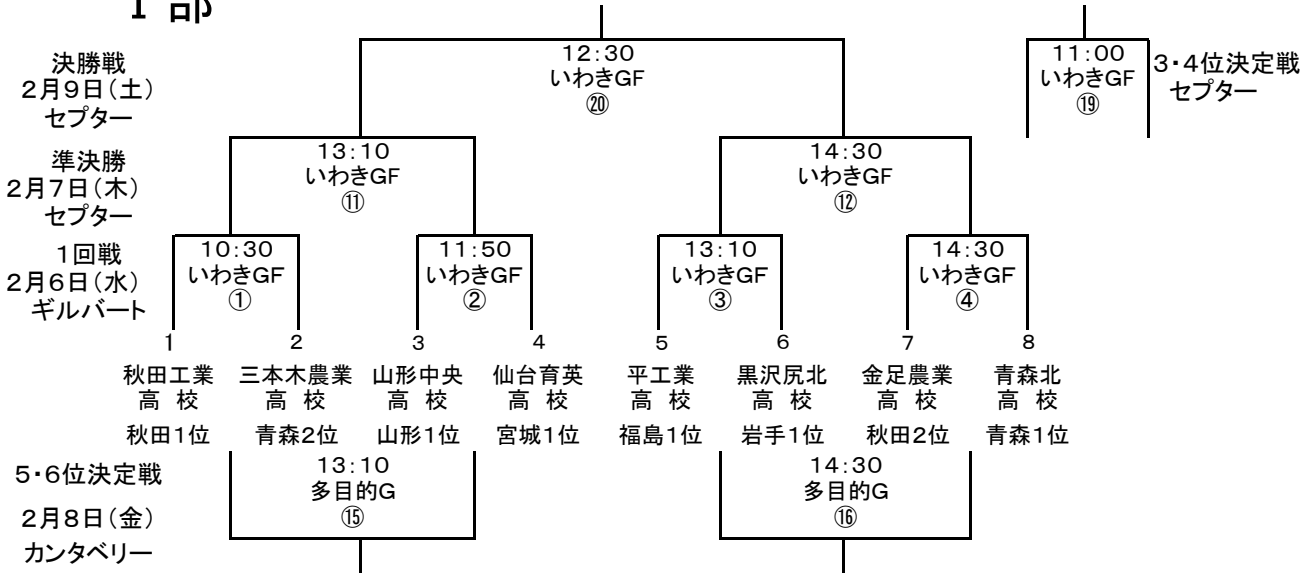 Ⅰ 部
決勝戦
2月9日(土)
セプター
12:30
いわきGF
⑳
11:00
いわきGF
⑲
3・4位決定戦
セプター
準決勝
2月7日(木)
セプター
13:10
いわきGF
⑪
14:30
いわきGF
⑫
1回戦
2月6日(水)
ギルバート
10:30
いわきGF
①
11:50
いわきGF
②
13:10
いわきGF
③
14:30
いわきGF
④
1 2 3 4 5 6 7 8
秋田工業 三本木農業 山形中央 仙台育英 平工業 黒沢尻北 金足農業 青森北
高 校 高 校 高 校 高 校 高 校 高 校 高 校 高 校
秋田1位 青森2位 山形1位 宮城1位 福島1位 岩手1位 秋田2位 青森1位
5・6位決定戦
2月8日(金)
カンタベリー
13:10
多目的G
⑮
14:30
多目的G
⑯